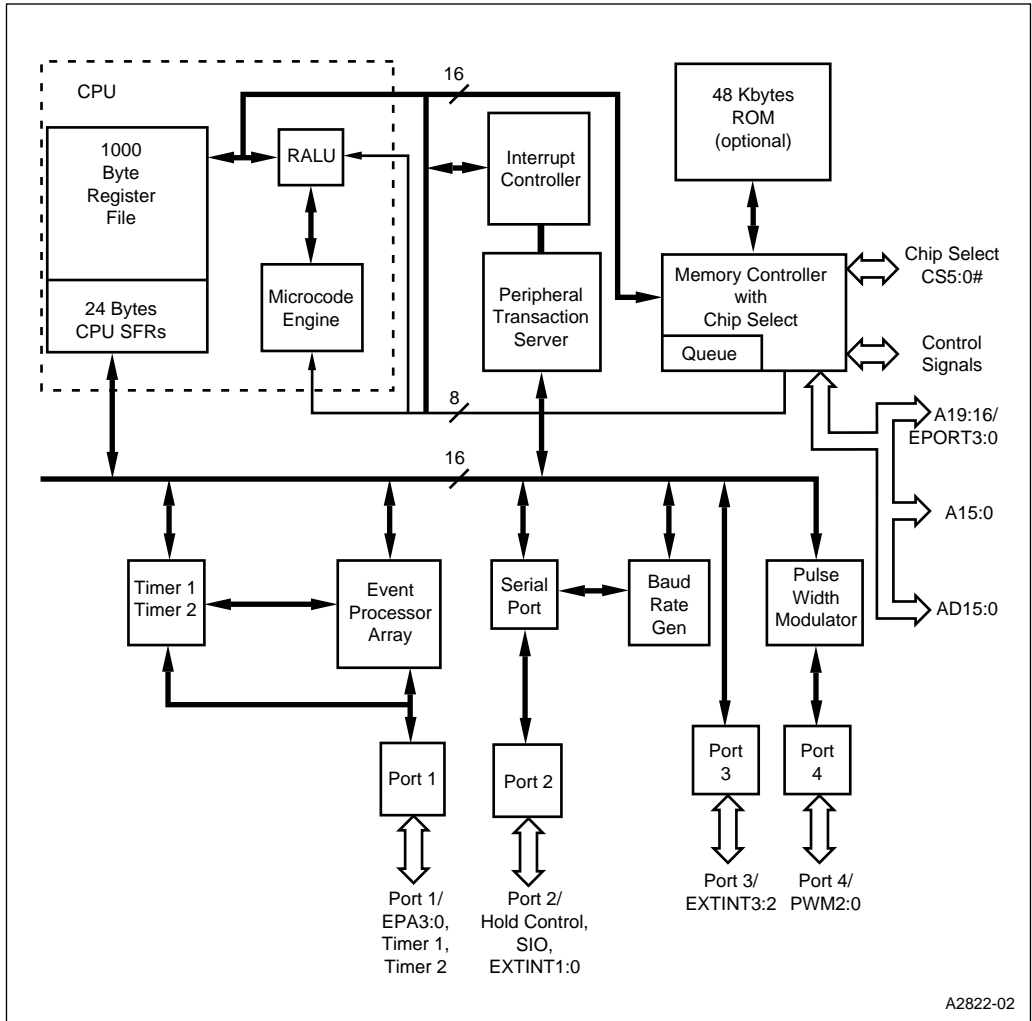 CPU
16
1000
Byte
Register
File
RALU
Interrupt
Controller
48 Kbytes
ROM
(optional)
24 Bytes
CPU SFRs
Microcode
Engine
Peripheral
Transaction
Server
Memory Controller
with
Chip Select
Queue
Chip Select
CS5:0#
Control
Signals
8
A19:16/
EPORT3:0
16
A15:0
Timer 1
Timer 2
Event
Processor
Array
Serial
Port
Baud
Rate
Gen
Pulse
Width
Modulator
AD15:0
Port 1
Port 2
Port
3
Port
4
Port 1/
EPA3:0,
Timer 1,
Timer 2
Port 2/
Hold Control,
SIO,
EXTINT1:0
Port 3/
EXTINT3:2
Port 4/
PWM2:0
A2822-02